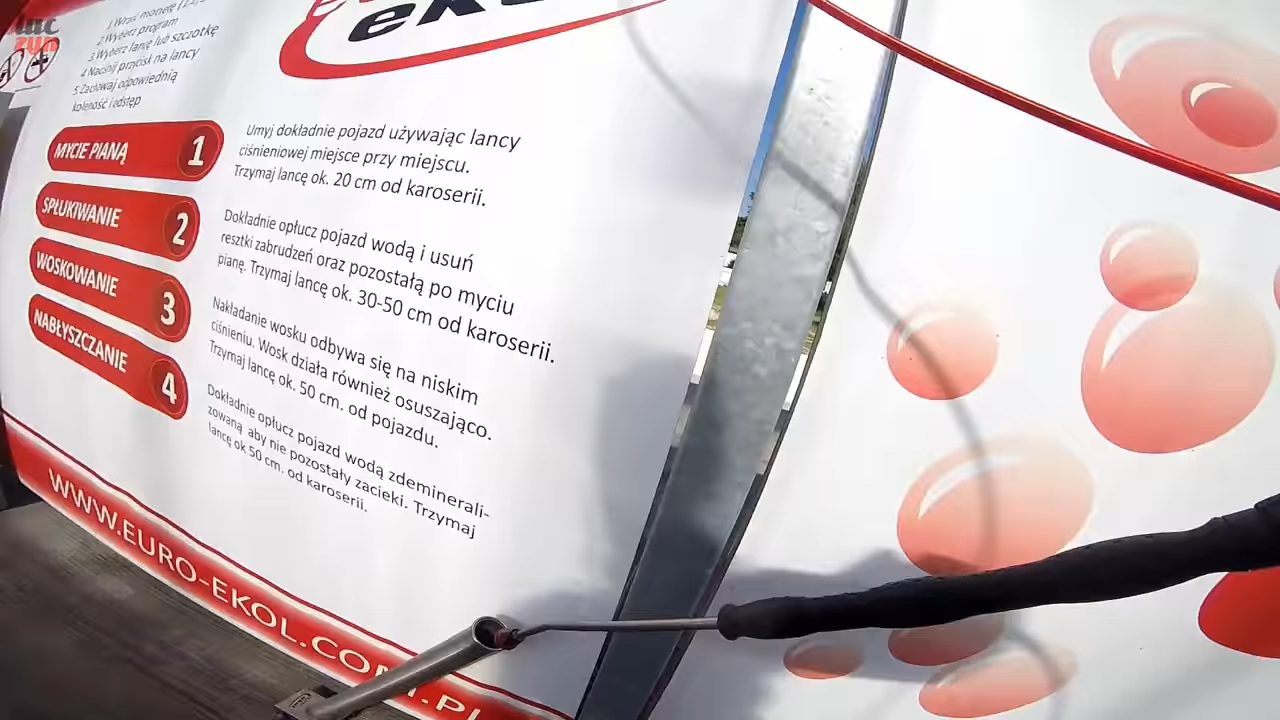 1. Wrzuć monetę
2. Wybierz program
3. Wybierz lancę lub szczotkę
4. Naciśnij przycisk na lancy
5. Zachowaj odpowiednią
kolejność i odstęp
eko
MYCIE PIANĄ 1
Umyj dokładnie pojazd używając lancy
ciśnieniowej miejsce przy miejscu.
Trzymaj lancę ok. 20 cm od karoserii.
SPŁUKIWANIE 2
Dokładnie opłucz pojazd wodą i usuń
resztki zabrudzeń oraz pozostałą po myciu
pianę. Trzymaj lancę ok. 30-50 cm od karoserii.
WOSKOWANIE 3
Nakładanie wosku odbywa się na niskim
ciśnieniu. Wosk działa również osuszająco.
Trzymaj lancę ok. 50 cm. od pojazdu.
NABŁYSZCZANIE 4
Dokładnie opłucz pojazd wodą zdeminerali-
zowaną aby nie pozostały zacieki. Trzymaj
lancę ok 50 cm. od karoserii.
WWW.EURO-EKOL.COM.PL